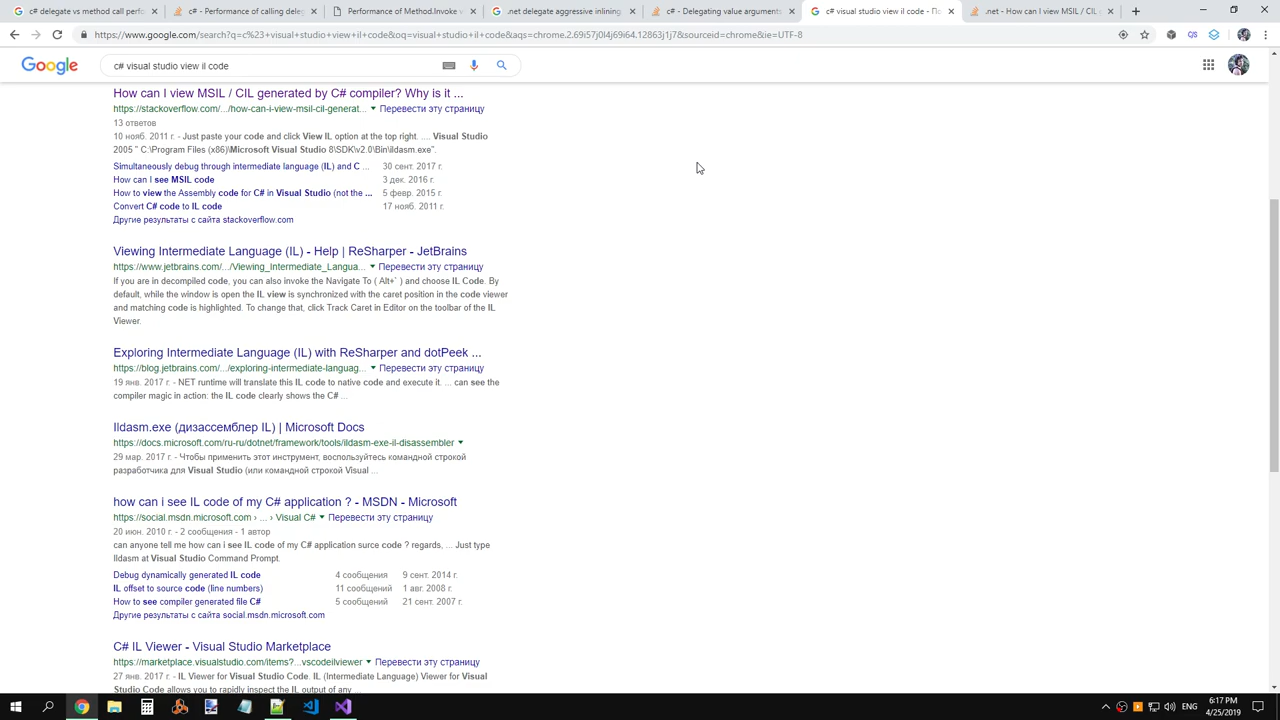 c# delegate vs method call perfor
c# - Performance of calling deleg
Performance of Method.Invoke v
.net delegate aggressive inlining
c# - Delegating value arguments
c# visual studio view il code - По
.net - How can I view MSIL / CIL
https://www.google.com/search?q=c%23+visual+studio+view+il+code&oq=visual+studio+il+code&aqs=chrome.2.69i57j0l4j69i64.12863j1j7&sourceid=chrome&ie=UTF-8
Google
c# visual studio view il code
How can I view MSIL / CIL generated by C# compiler? Why is it ...
https://stackoverflow.com/.../how-can-i-view-msil-cil-generat... Перевести эту страницу
13 ответов
10 нояб. 2011 г. - Just paste your code and click View IL option at the top right. .... Visual Studio
2005 " C:\Program Files (x86)\Microsoft Visual Studio 8\SDK\v2.0\Bin\ildasm.exe".
Simultaneously debug through intermediate language (IL) and C ... 30 сент. 2017 г.
How can I see MSIL code 3 дек. 2016 г.
How to view the Assembly code for C# in Visual Studio (not the ... 5 февр. 2015 г.
Convert C# code to IL code 17 нояб. 2011 г.
Другие результаты с сайта stackoverflow.com
Viewing Intermediate Language (IL) - Help | ReSharper - JetBrains
https://www.jetbrains.com/.../Viewing_Intermediate_Langua... Перевести эту страницу
If you are in decompiled code, you can also invoke the Navigate To ( Alt+` ) and choose IL Code. By
default, while the window is open the IL view is synchronized with the caret position in the code viewer
and matching code is highlighted. To change that, click Track Caret in Editor on the toolbar of the IL
Viewer.
Exploring Intermediate Language (IL) with ReSharper and dotPeek ...
https://blog.jetbrains.com/.../exploring-intermediate-languag... Перевести эту страницу
19 янв. 2017 г. - NET runtime will translate this IL code to native code and execute it. ... can see the
compiler magic in action: the IL code clearly shows the C# ...
Ildasm.exe (дизассемблер IL) | Microsoft Docs
https://docs.microsoft.com/ru-ru/dotnet/framework/tools/ildasm-exe-il-disassembler
29 мар. 2017 г. - Чтобы применить этот инструмент, воспользуйтесь командной строкой
разработчика для Visual Studio (или командной строкой Visual ...
how can i see IL code of my C# application ? - MSDN - Microsoft
https://social.msdn.microsoft.com › ... › Visual C# Перевести эту страницу
20 июн. 2010 г. - 2 сообщения - 1 автор
can anyone tell me how can i see IL code of my C# application surce code ? regards, ... Just type
Ildasm at Visual Studio Command Prompt.
Debug dynamically generated IL code 4 сообщения 9 сент. 2014 г.
IL offset to source code (line numbers) 11 сообщений 1 авг. 2008 г.
How to see compiler generated file C# 5 сообщений 21 сент. 2007 г.
Другие результаты с сайта social.msdn.microsoft.com
C# IL Viewer - Visual Studio Marketplace
https://marketplace.visualstudio.com/items?...vscodeilviewer Перевести эту страницу
27 янв. 2017 г. - IL Viewer for Visual Studio Code. IL (Intermediate Language) Viewer for Visual
Studio Code allows you to rapidly inspect the IL output of any ...
ENG
6:17 PM
4/25/2019